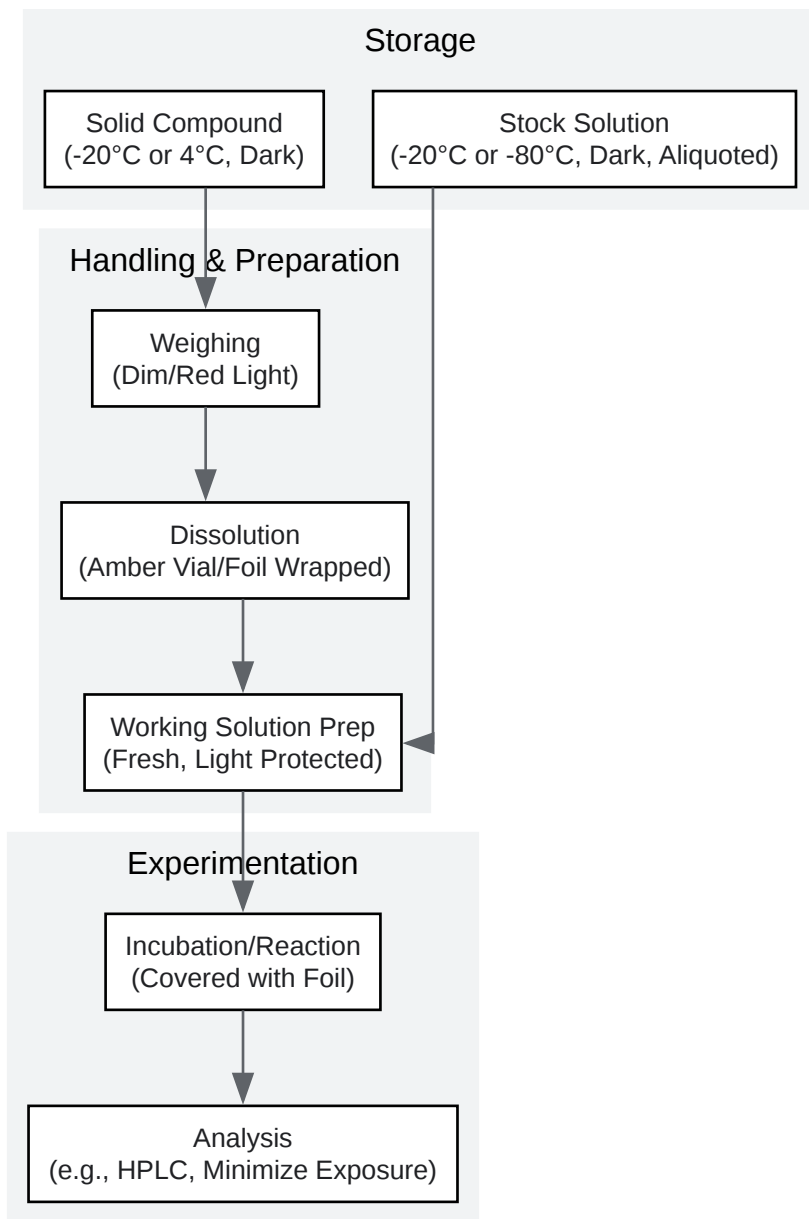 Storage
Solid Compound
(-20°C or 4°C, Dark)
Stock Solution
(-20°C or -80°C, Dark, Aliquoted)
Handling & Preparation
Weighing
(Dim/Red Light)
Dissolution
(Amber Vial/Foil Wrapped)
Working Solution Prep
(Fresh, Light Protected)
Experimentation
Incubation/Reaction
(Covered with Foil)
Analysis
(e.g., HPLC, Minimize Exposure)